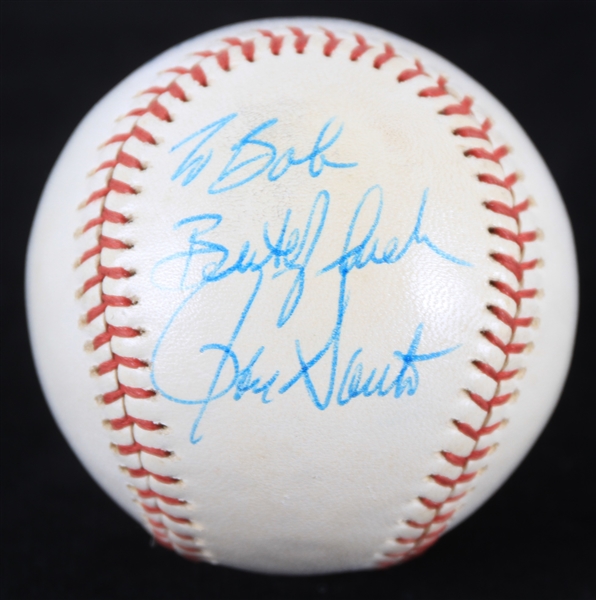 To Bob
Best of Luck
Ron Santo